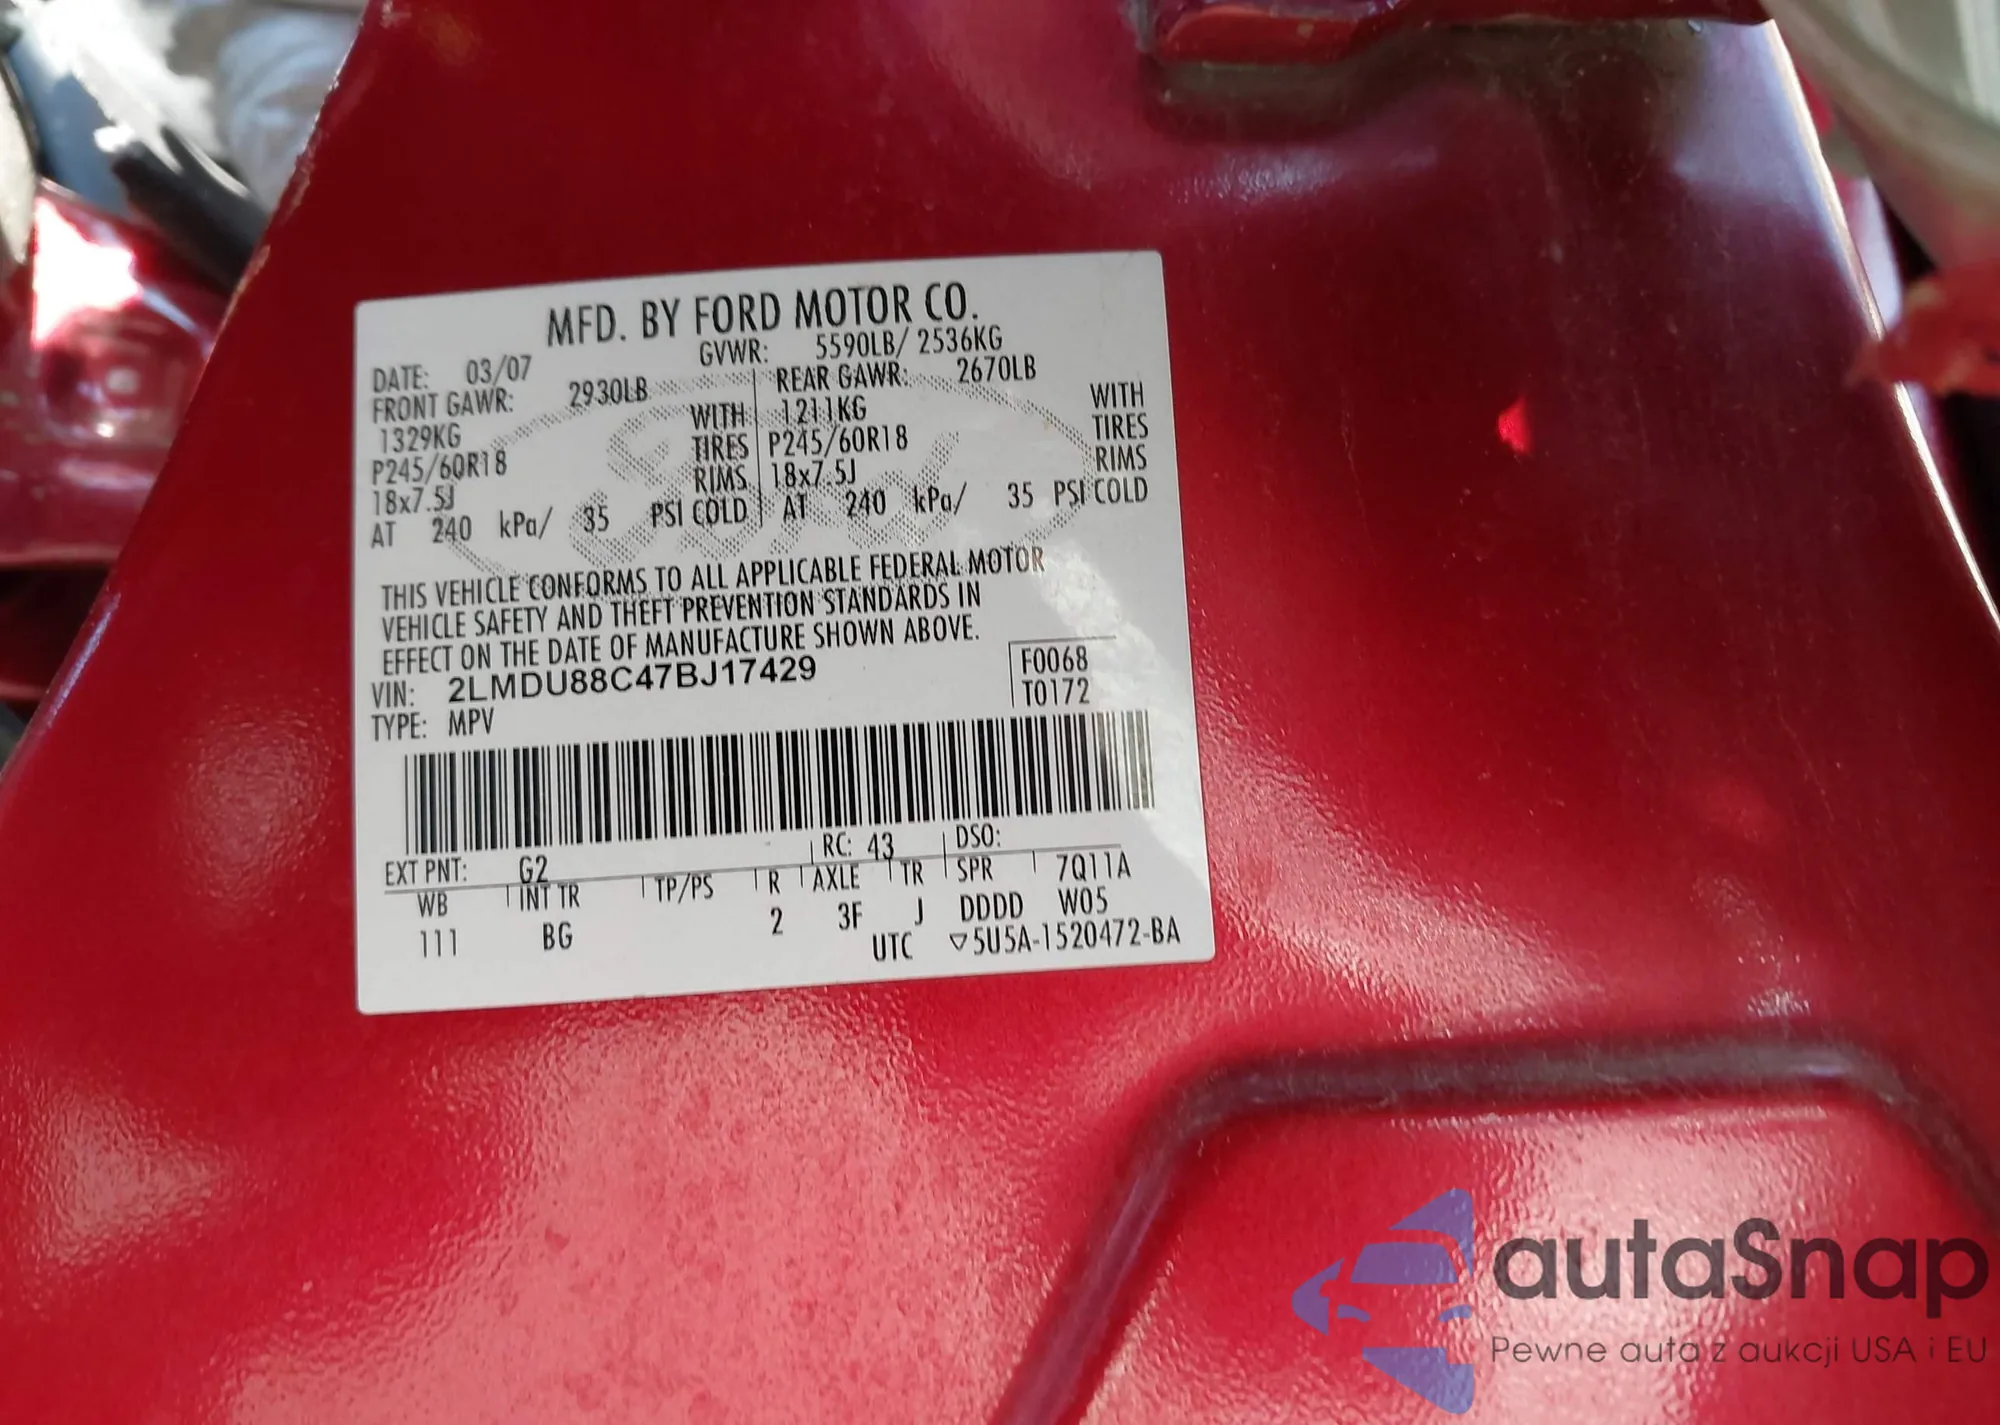 MFD. BY FORD MOTOR CO.
DATE: 03/07 GVWR: 5590LB/ 2536KG
FRONT GAWR: 2930LB REAR GAWR: 2670LB
1329KG WITH 1211KG WITH
P245/60R18 TIRES P245/60R18 TIRES
18x7.5J RIMS 18x7.5J RIMS
AT 240 kPa/ 35 PSI COLD AT 240 kPa/ 35 PSI COLD
THIS VEHICLE CONFORMS TO ALL APPLICABLE FEDERAL MOTOR
VEHICLE SAFETY AND THEFT PREVENTION STANDARDS IN
EFFECT ON THE DATE OF MANUFACTURE SHOWN ABOVE.
VIN: 2LMDU88C47BJ17429 F0068
TYPE: MPV T0172
EXT PNT: G2 RC: 43 DSO:
WB INT TR TP/PS R AXLE TR SPR 7Q11A
111 BG 2 3F J DDDD W05
UTC ▽5U5A-1520472-BA
Ford
autaSnap
Pewne auta z aukcji USA i EU